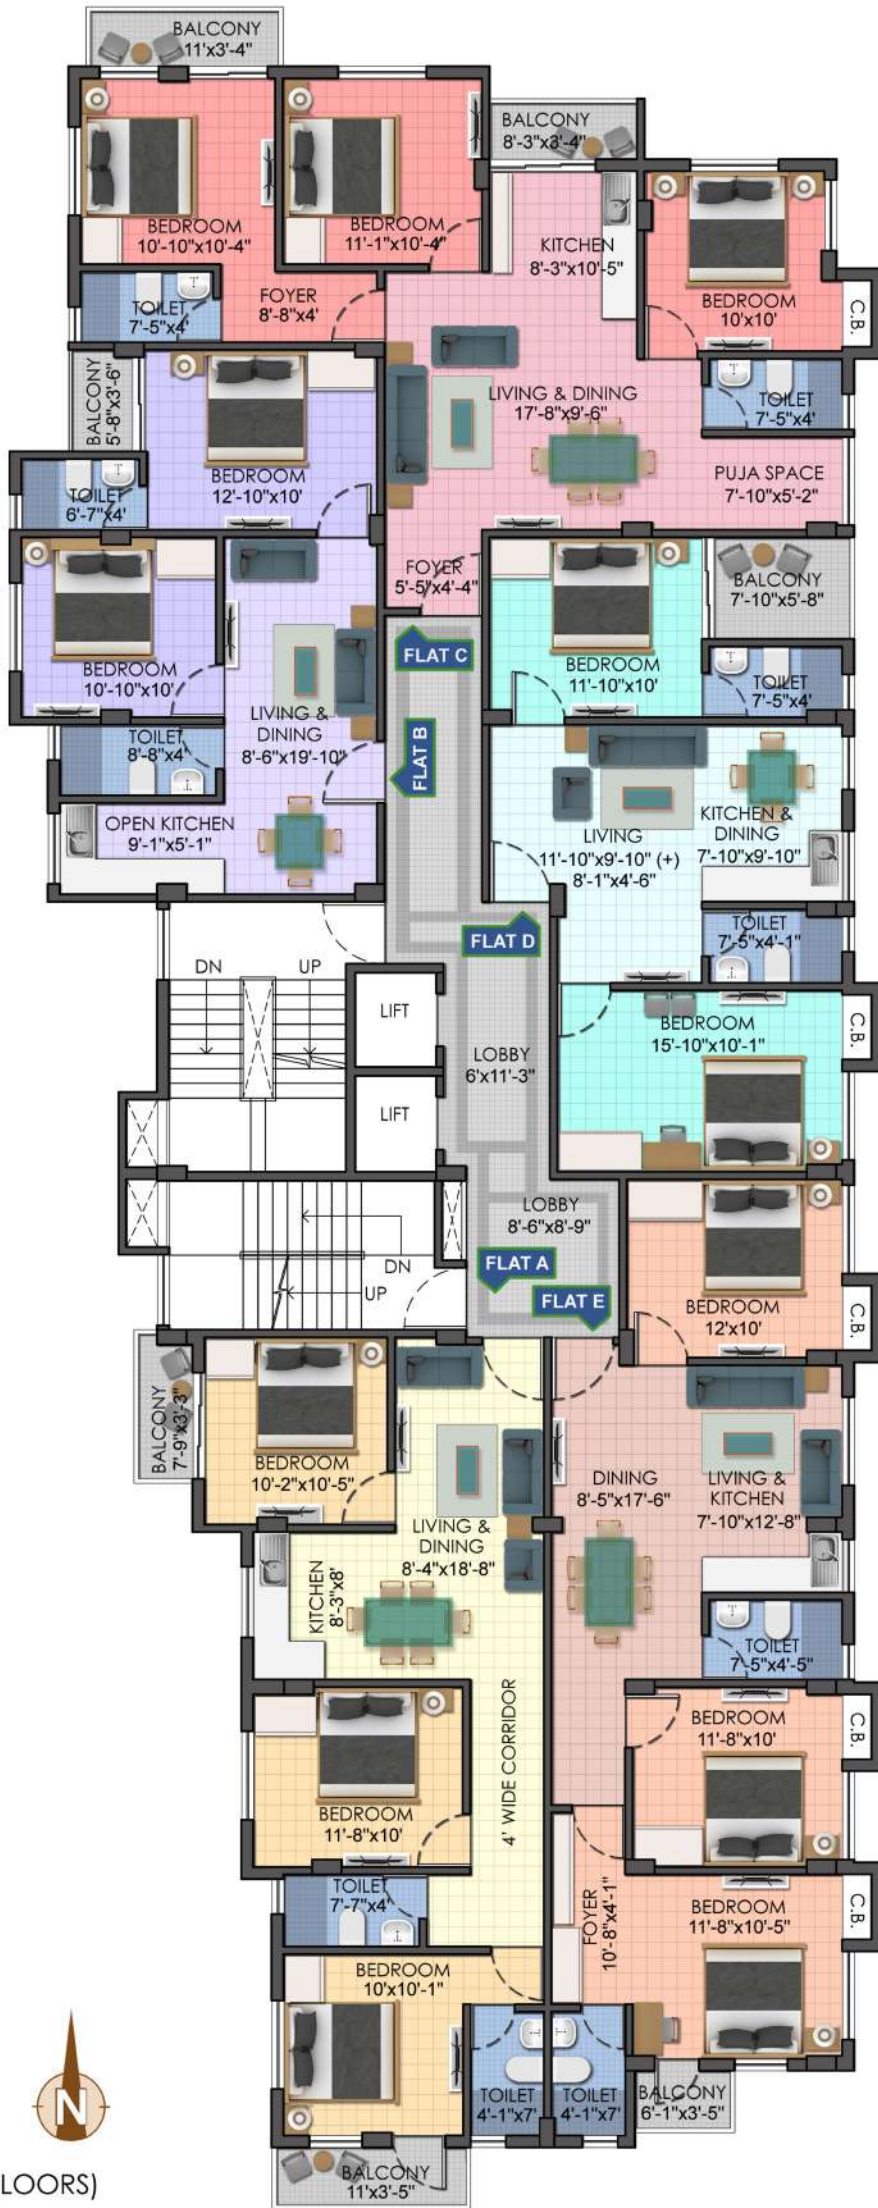 BALCONY
11'x3'-4"
BEDROOM
10'-10"x10'-4"
BEDROOM
11'-1"x10'-4"
BALCONY
8'-3"x3'-4"
KITCHEN
8'-3"x10'-5"
BEDROOM
10'x10'
C.B.
TOILET
7'-5"x4'
FOYER
8'-8"x4'
BALCONY
5'-8"x3'-6"
BEDROOM
12'-10"x10'
LIVING & DINING
17'-8"x9'-6"
TOILET
7'-5"x4'
PUJA SPACE
7'-10"x5'-2"
TOILET
6'-7"x4'
FOYER
5'-5"x4'-4"
BALCONY
7'-10"x5'-8"
BEDROOM
10'-10"x10'
FLAT C
BEDROOM
11'-10"x10'
TOILET
7'-5"x4'
LIVING &
DINING
8'-6"x19'-10"
TOILET
8'-8"x4'
FLAT B
OPEN KITCHEN
9'-1"x5'-1"
LIVING
11'-10"x9'-10" (+)
8'-1"x4'-6"
KITCHEN &
DINING
7'-10"x9'-10"
TOILET
7'-5"x4'-1"
FLAT D
DN
UP
LIFT
LIFT
LOBBY
6'x11'-3"
BEDROOM
15'-10"x10'-1"
C.B.
LOBBY
8'-6"x8'-9"
DN
UP
FLAT A
FLAT E
BEDROOM
12'x10'
C.B.
BALCONY
7'-9"x3'-3"
BEDROOM
10'-2"x10'-5"
LIVING &
DINING
8'-4"x18'-8"
DINING
8'-5"x17'-6"
LIVING &
KITCHEN
7'-10"x12'-8"
KITCHEN
8'-3"x8'
TOILET
7'-5"x4'-5"
4' WIDE CORRIDOR
BEDROOM
11'-8"x10'
C.B.
BEDROOM
11'-8"x10'
TOILET
7'-7"x4'
FOYER
10'-8"x4'-1"
BEDROOM
11'-8"x10'-5"
C.B.
BEDROOM
10'x10'-1"
TOILET
4'-1"x7'
TOILET
4'-1"x7'
BALCONY
6'-1"x3'-5"
BALCONY
11'x3'-5"
N
LOORS)